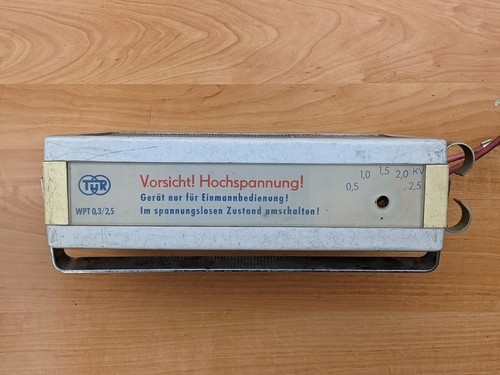 TuR
WPT 0.3/2.5
Vorsicht! Hochspannung!
Gerät nur für Einmannbedienung!
Im spannungslosen Zustand umschalten!
0,5 1,0 1,5 2,0 KV 2,5